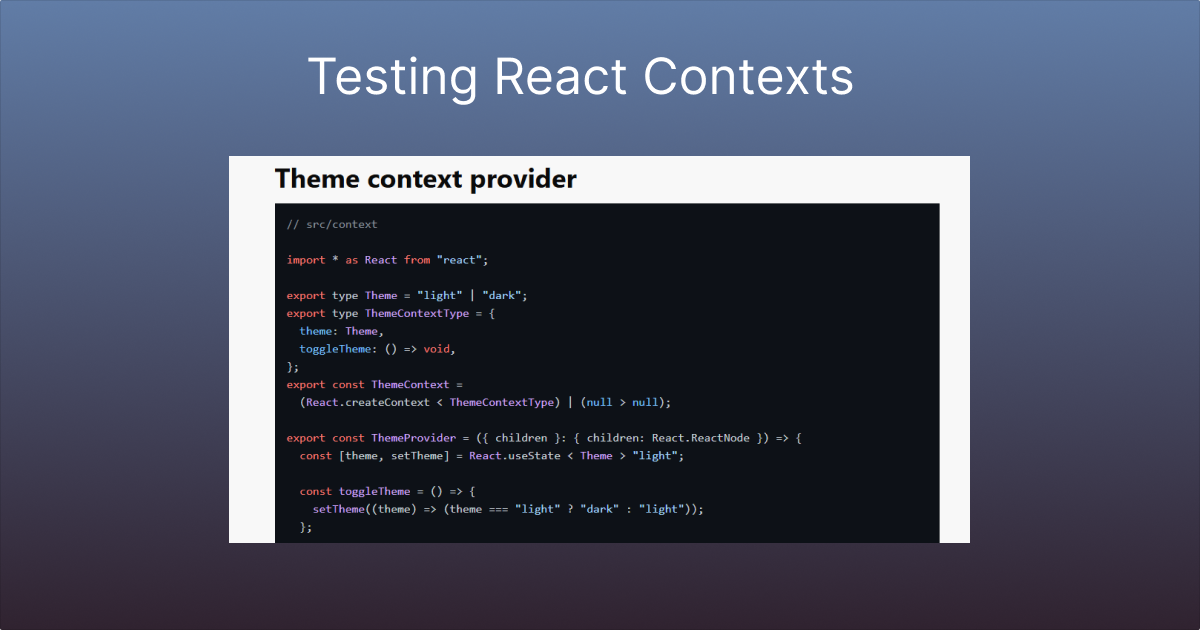 Testing React Contexts
Theme context provider
// src/context
import * as React from "react";
export type Theme = "light" | "dark";
export type ThemeContextType = {
  theme: Theme,
  toggleTheme: () => void,
};
export const ThemeContext =
  (React.createContext < ThemeContextType) | (null > null);
export const ThemeProvider = ({ children }: { children: React.ReactNode }) => {
  const [theme, setTheme] = React.useState < Theme > "light";
  const toggleTheme = () => {
    setTheme((theme) => (theme === "light" ? "dark" : "light"));
  };